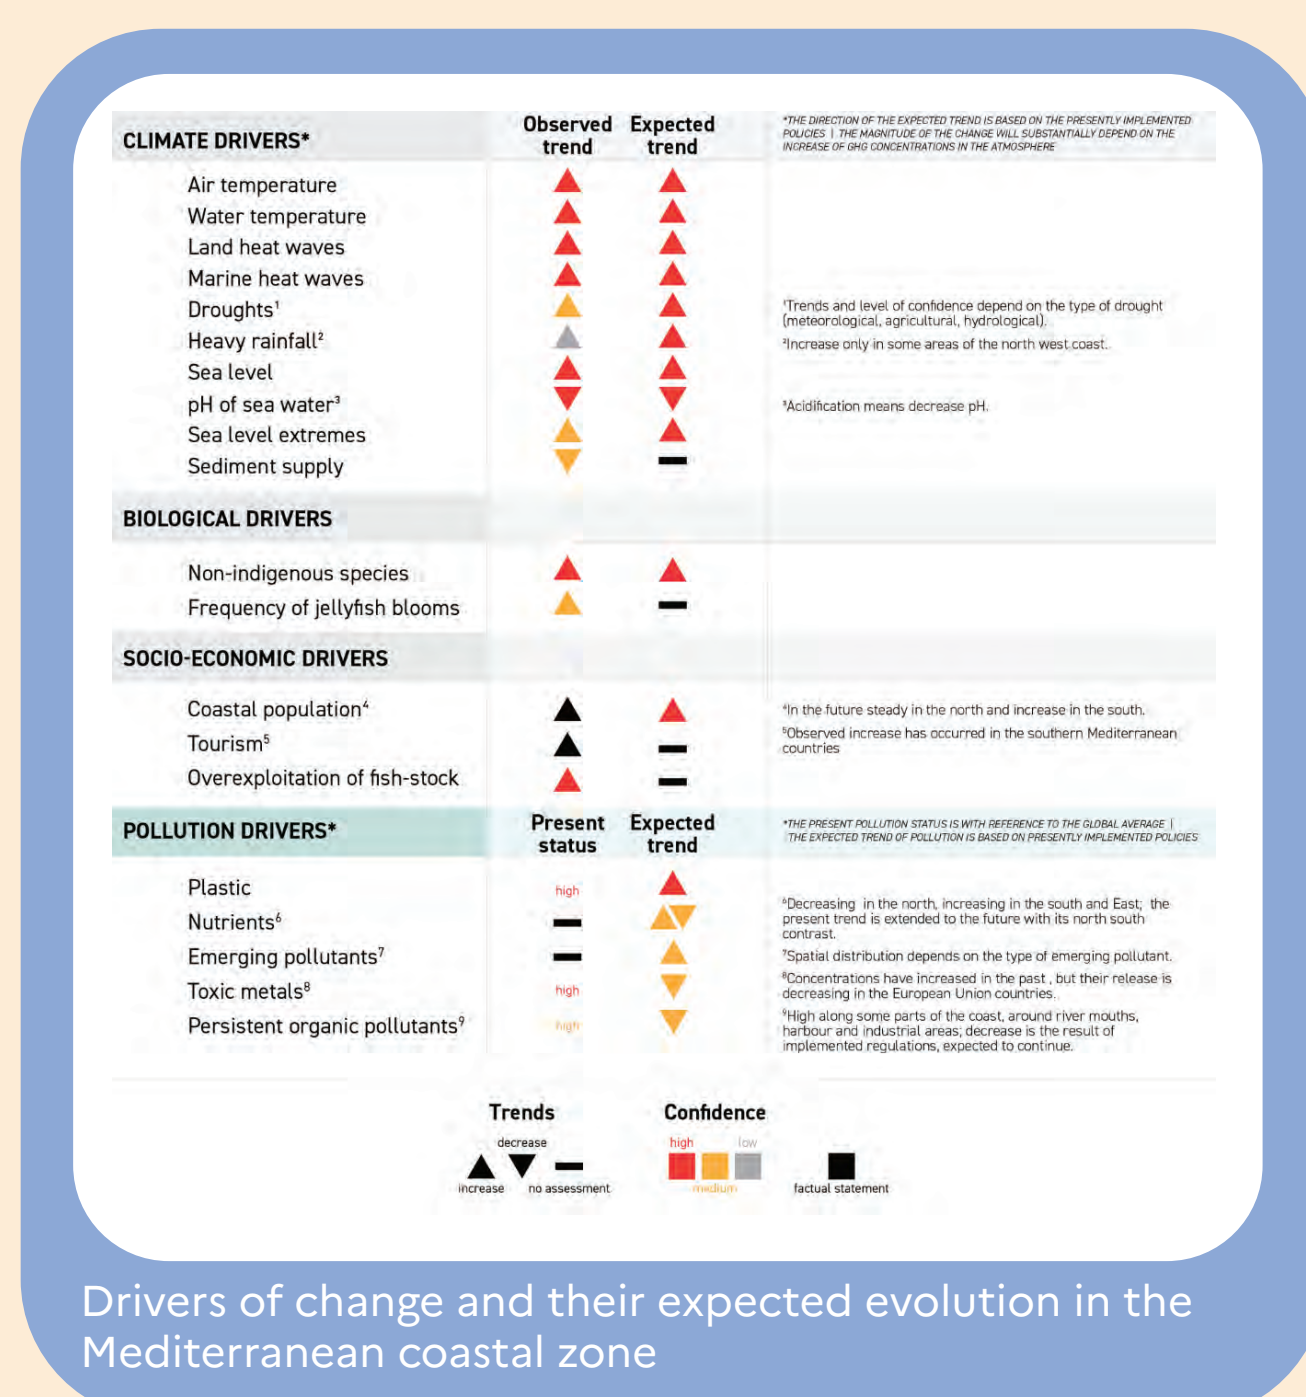 CLIMATE DRIVERS*
Observed trend
Expected trend
*THE DIRECTION OF THE EXPECTED TREND IS BASED ON THE PRESENTLY IMPLEMENTED
POLICIES | THE MAGNITUDE OF THE CHANGE WILL SUBSTANTIALLY DEPEND ON THE
INCREASE OF GHG CONCENTRATIONS IN THE ATMOSPHERE
Air temperature
Water temperature
Land heat waves
Marine heat waves
Droughts¹
¹Trends and level of confidence depend on the type of drought
(meteorological, agricultural, hydrological).
Heavy rainfall²
²Increase only in some areas of the north west coast.
Sea level
pH of sea water³
³Acidification means decrease pH.
Sea level extremes
Sediment supply
BIOLOGICAL DRIVERS
Non-indigenous species
Frequency of jellyfish blooms
SOCIO-ECONOMIC DRIVERS
Coastal population⁴
⁴In the future steady in the north and increase in the south.
Tourism⁵
⁵Observed increase has occurred in the southern Mediterranean
countries
Overexploitation of fish-stock
POLLUTION DRIVERS*
Present status
Expected trend
*THE PRESENT POLLUTION STATUS IS WITH REFERENCE TO THE GLOBAL AVERAGE |
THE EXPECTED TREND OF POLLUTION IS BASED ON PRESENTLY IMPLEMENTED POLICIES
Plastic
high
Nutrients⁶
⁶Decreasing in the north, increasing in the south and East; the
present trend is extended to the future with its north south
contrast.
Emerging pollutants⁷
⁷Spatial distribution depends on the type of emerging pollutant.
Toxic metals⁸
high
⁸Concentrations have increased in the past , but their release is
decreasing in the European Union countries.
Persistent organic pollutants⁹
high
⁹High along some parts of the coast, around river mouths,
harbour and industrial areas; decrease is the result of
implemented regulations, expected to continue.
Trends
decrease
increase
no assessment
Confidence
high
low
medium
factual statement
Drivers of change and their expected evolution in the
Mediterranean coastal zone